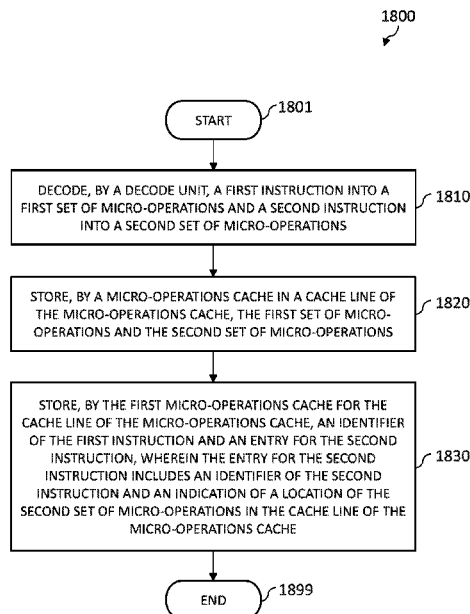 1800
START
1801
DECODE, BY A DECODE UNIT, A FIRST INSTRUCTION INTO A
FIRST SET OF MICRO-OPERATIONS AND A SECOND INSTRUCTION
INTO A SECOND SET OF MICRO-OPERATIONS
1810
STORE, BY A MICRO-OPERATIONS CACHE IN A CACHE LINE OF
THE MICRO-OPERATIONS CACHE, THE FIRST SET OF MICRO-
OPERATIONS AND THE SECOND SET OF MICRO-OPERATIONS
1820
STORE, BY THE FIRST MICRO-OPERATIONS CACHE FOR THE
CACHE LINE OF THE MICRO-OPERATIONS CACHE, AN IDENTIFIER
OF THE FIRST INSTRUCTION AND AN ENTRY FOR THE SECOND
INSTRUCTION, WHEREIN THE ENTRY FOR THE SECOND
INSTRUCTION INCLUDES AN IDENTIFIER OF THE SECOND
INSTRUCTION AND AN INDICATION OF A LOCATION OF THE
SECOND SET OF MICRO-OPERATIONS IN THE CACHE LINE OF THE
MICRO-OPERATIONS CACHE
1830
END
1899